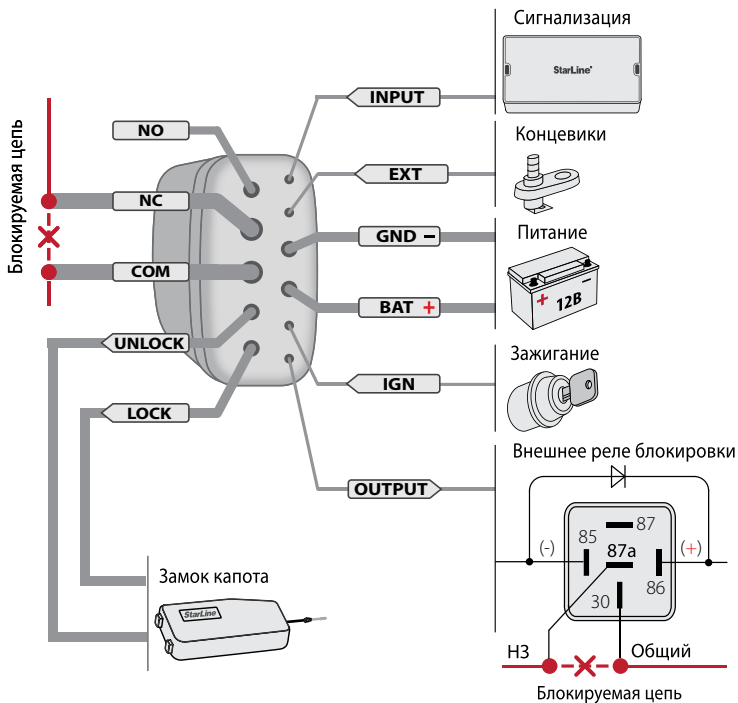 Сигнализация
StarLine
INPUT
Концевики
EXT
Питание
GND –
BAT +
+ –
12В
Зажигание
IGN
Внешнее реле блокировки
OUTPUT
87
85
87а
(-)
(+)
86
30
НЗ
Общий
Блокируемая цепь
Блокируемая цепь
NO
NC
COM
UNLOCK
LOCK
Замок капота
StarLine